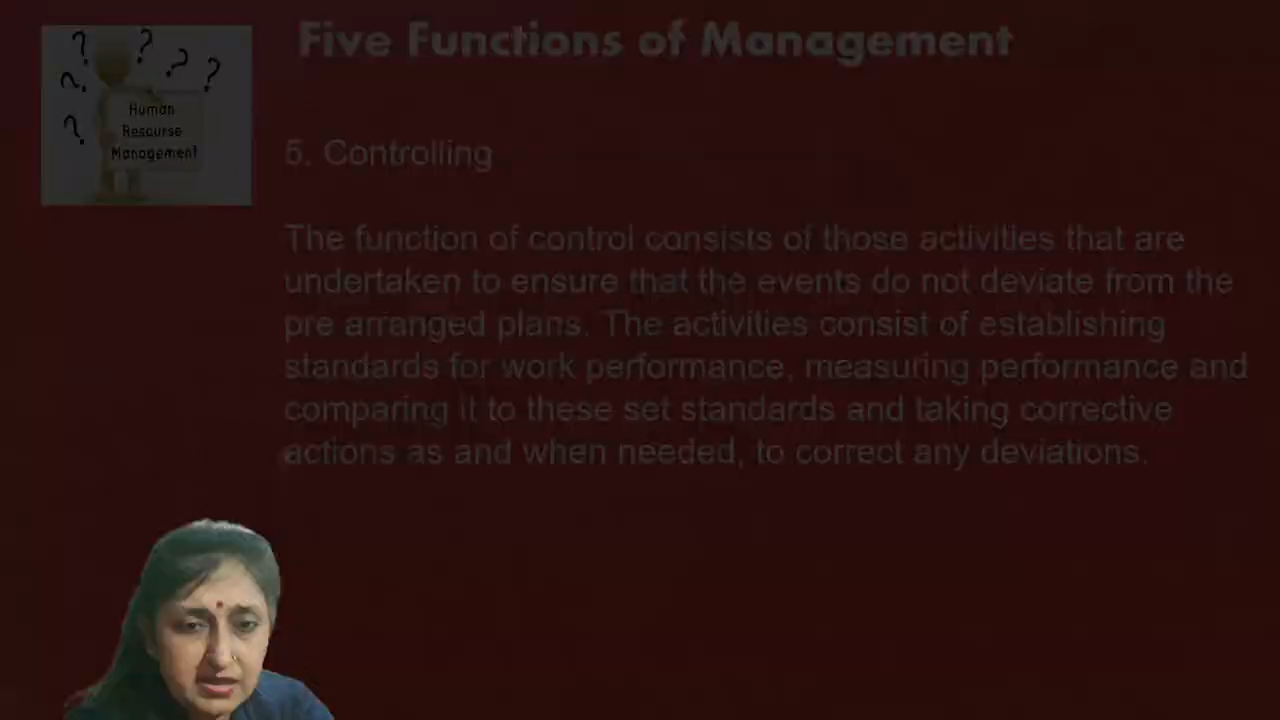 Five Functions of Management
Human
Resourse
Management
5. Controlling
The function of control consists of those activities that are
undertaken to ensure that the events do not deviate from the
pre arranged plans. The activities consist of establishing
standards for work performance, measuring performance and
comparing it to these set standards and taking corrective
actions as and when needed, to correct any deviations.